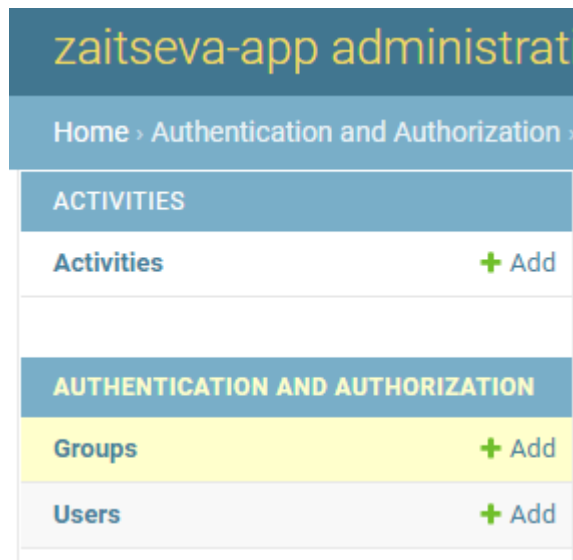 zaitseva-app administrat
Home › Authentication and Authorization ›
ACTIVITIES
Activities + Add
AUTHENTICATION AND AUTHORIZATION
Groups + Add
Users + Add